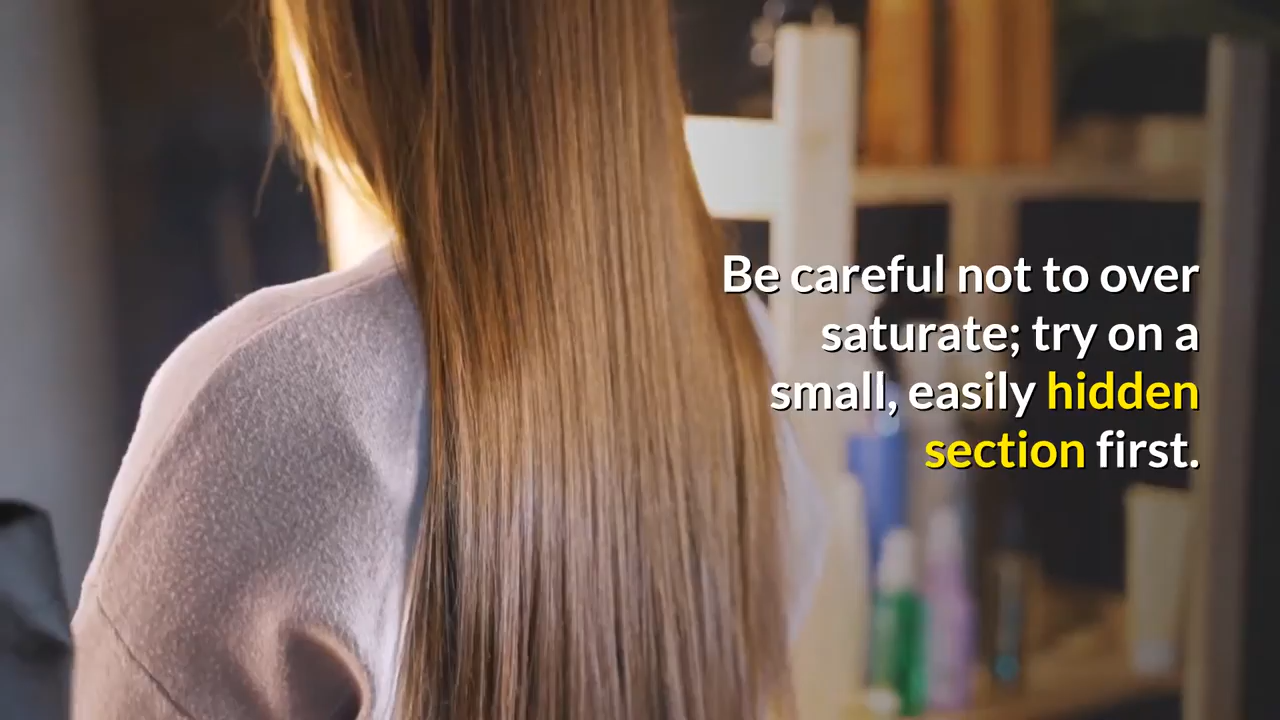 Be careful not to over
saturate; try on a
small, easily hidden
section first.